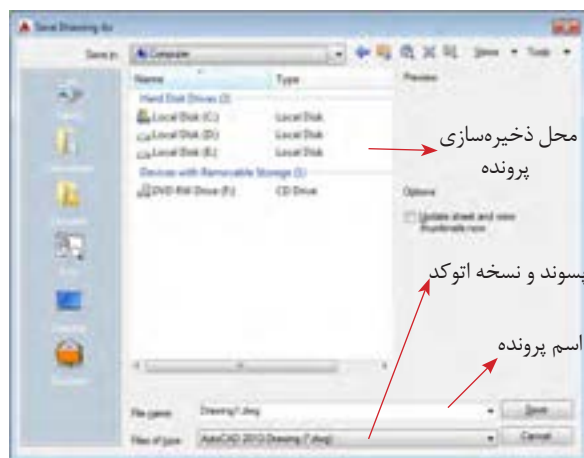 Save Drawing As
Save in:
Computer
Views
Tools
Name
Type
Preview
Hard Disk Drives (3)
Local Disk (C:)
Local Disk
Local Disk (D:)
Local Disk
Local Disk (E:)
Local Disk
محل ذخیره‌سازی
پرونده
Devices with Removable Storage (1)
DVD RW Drive (F:)
CD Drive
Options
Update sheet and view
thumbnails now
پسوند و نسخه اتوکد
اسم پرونده
File name:
Drawing1.dwg
Save
Files of type:
AutoCAD 2013 Drawing (*.dwg)
Cancel